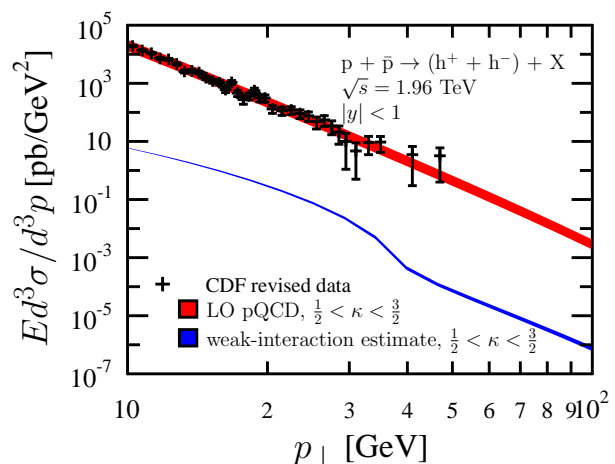 10^5
10^3
10
10^-1
10^-3
10^-5
10^-7
Ed^3σ/d^3p [pb/GeV^2]
p + p̄ → (h^+ + h^−) + X
√s = 1.96 TeV
|y| < 1
CDF revised data
LO pQCD, 1/2 < κ < 3/2
weak-interaction estimate, 1/2 < κ < 3/2
10 2 3 4 5 6 7 8 9 10^2
p_⊥ [GeV]